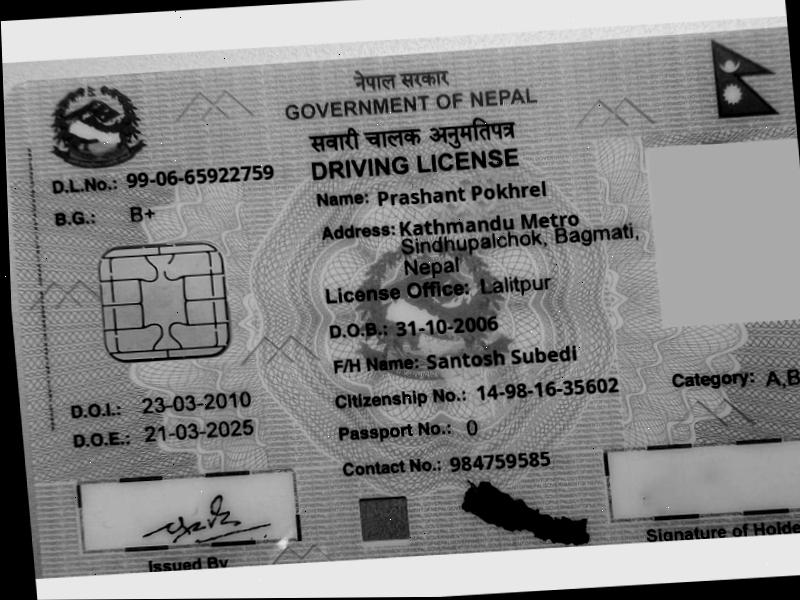 नेपाल सरकार
GOVERNMENT OF NEPAL
सवारी चालक अनुमतिपत्र
DRIVING LICENSE
D.L.No.: 99-06-65922759
B.G.: B+
Name: Prashant Pokhrel
Address: Kathmandu Metro
Sindhupalchok, Bagmati,
Nepal
License Office: Lalitpur
D.O.B.: 31-10-2006
F/H Name: Santosh Subedi
Citizenship No.: 14-98-16-35602
Category: A,B
Passport No.: 0
Contact No.: 984759585
D.O.I.: 23-03-2010
D.O.E.: 21-03-2025
Issued By
Signature of Holde